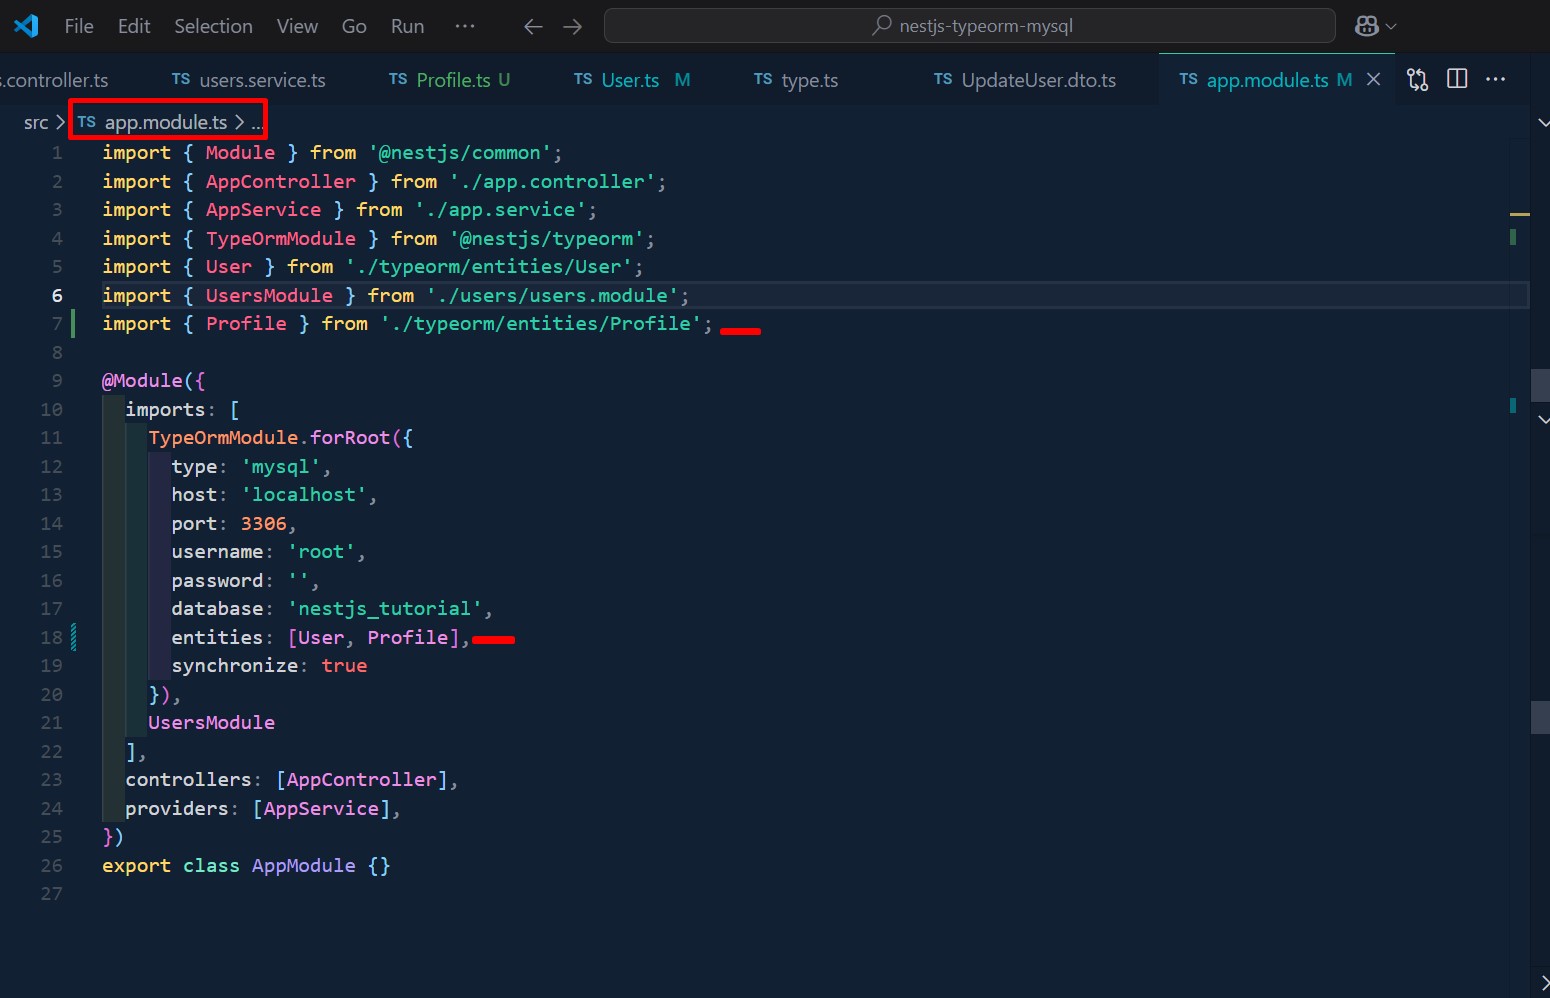 File Edit Selection View Go Run ··· nestjs-typeorm-mysql
s.controller.ts TS users.service.ts TS Profile.ts U TS User.ts M TS type.ts TS UpdateUser.dto.ts TS app.module.ts M
src > TS app.module.ts > ...
1 import { Module } from '@nestjs/common';
2 import { AppController } from './app.controller';
3 import { AppService } from './app.service';
4 import { TypeOrmModule } from '@nestjs/typeorm';
5 import { User } from './typeorm/entities/User';
6 import { UsersModule } from './users/users.module';
7 import { Profile } from './typeorm/entities/Profile';
8
9 @Module({
10 imports: [
11 TypeOrmModule.forRoot({
12 type: 'mysql',
13 host: 'localhost',
14 port: 3306,
15 username: 'root',
16 password: '',
17 database: 'nestjs_tutorial',
18 entities: [User, Profile],
19 synchronize: true
20 }),
21 UsersModule
22 ],
23 controllers: [AppController],
24 providers: [AppService],
25 })
26 export class AppModule {}
27